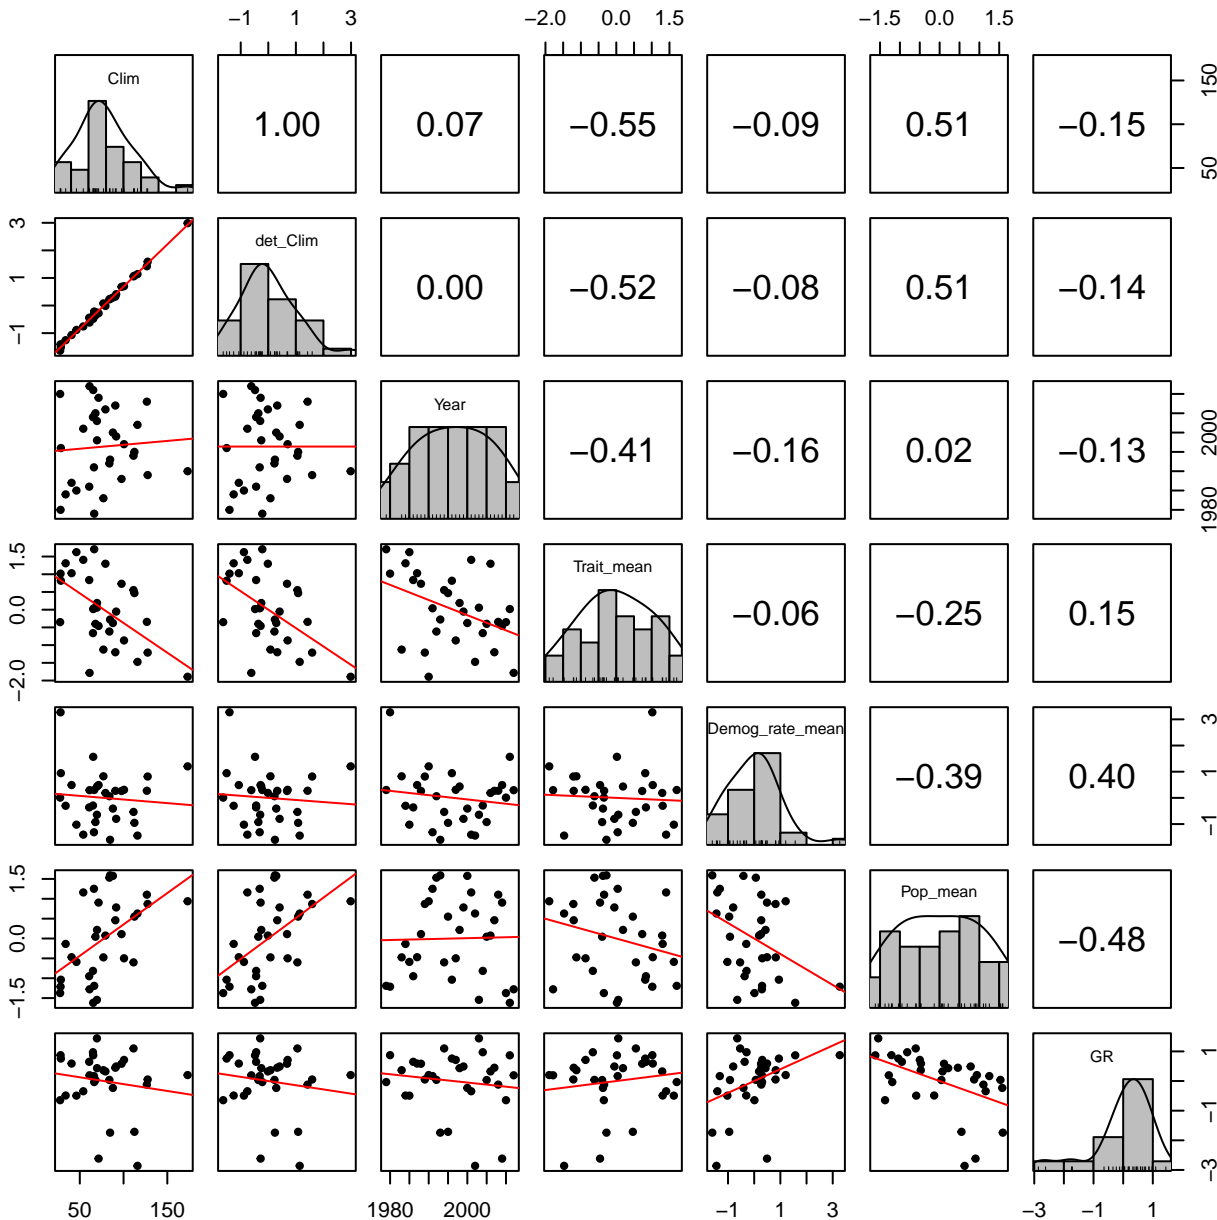 −1 1 3 −2.0 0.0 1.5 −1.5 0.0 1.5
Clim 1.00 0.07 −0.55 −0.09 0.51 −0.15 50 150
−1 1 3 det_Clim 0.00 −0.52 −0.08 0.51 −0.14
Year −0.41 −0.16 0.02 −0.13 1980 2000
−2.0 0.0 1.5 Trait_mean −0.06 −0.25 0.15
Demog_rate_mean −0.39 0.40 −1 1 3
−1.5 0.0 1.5 Pop_mean −0.48
GR −3 −1 1
50 150 1980 2000 −1 1 3 −3 −1 1